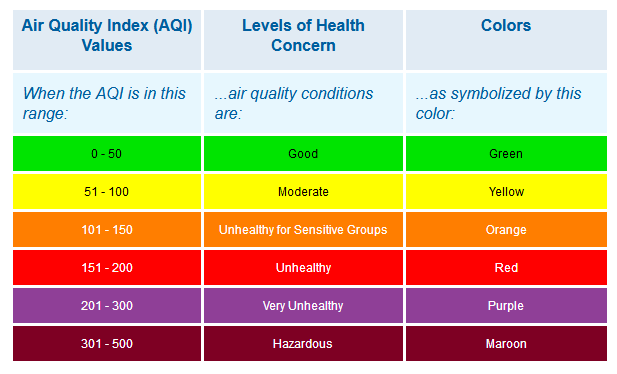 Air Quality Index (AQI) Values
Levels of Health Concern
Colors
When the AQI is in this range:
...air quality conditions are:
...as symbolized by this color:
0 - 50
Good
Green
51 - 100
Moderate
Yellow
101 - 150
Unhealthy for Sensitive Groups
Orange
151 - 200
Unhealthy
Red
201 - 300
Very Unhealthy
Purple
301 - 500
Hazardous
Maroon